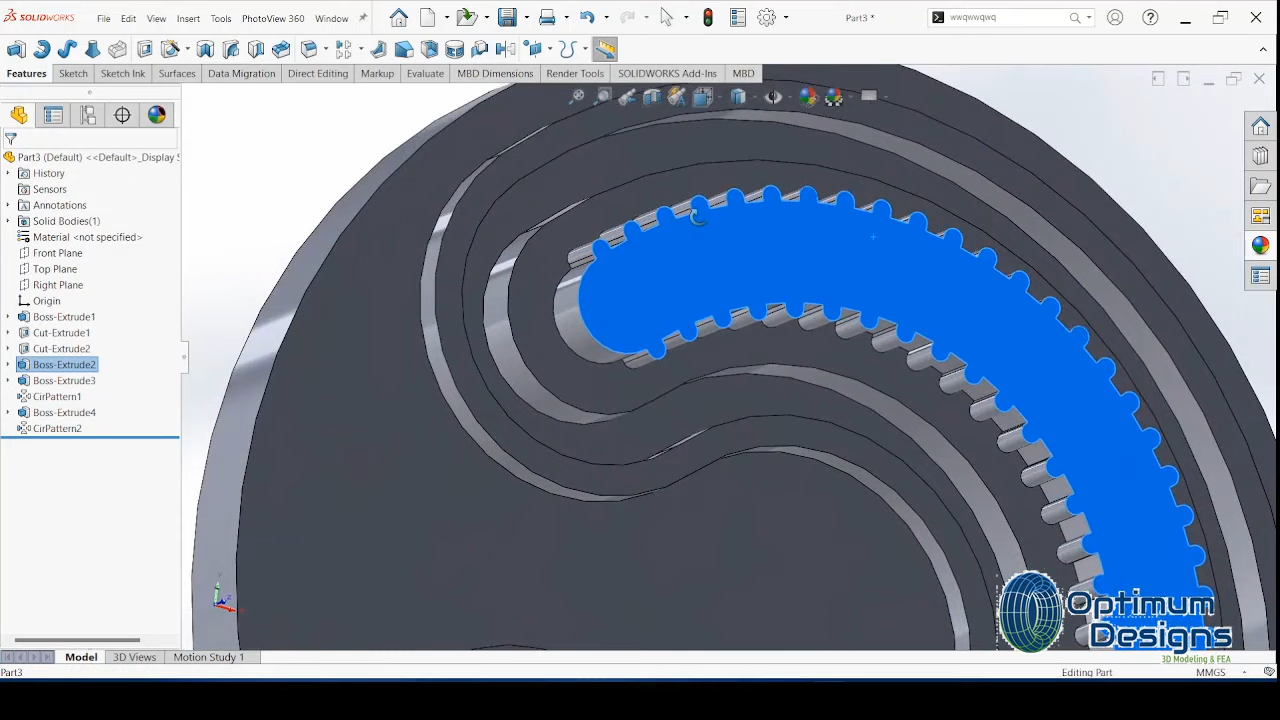 SOLIDWORKS File Edit View Insert Tools PhotoView 360 Window Part3 * wwqwwqwq
Features Sketch Sketch Ink Surfaces Data Migration Direct Editing Markup Evaluate MBD Dimensions Render Tools SOLIDWORKS Add-Ins MBD
Part3 (Default) <<Default>_Display S
History
Sensors
Annotations
Solid Bodies(1)
Material <not specified>
Front Plane
Top Plane
Right Plane
Origin
Boss-Extrude1
Cut-Extrude1
Cut-Extrude2
Boss-Extrude2
Boss-Extrude3
CirPattern1
Boss-Extrude4
CirPattern2
Optimum
Designs
3D Modeling & FEA
Model 3D Views Motion Study 1
Part3 Editing Part MMGS